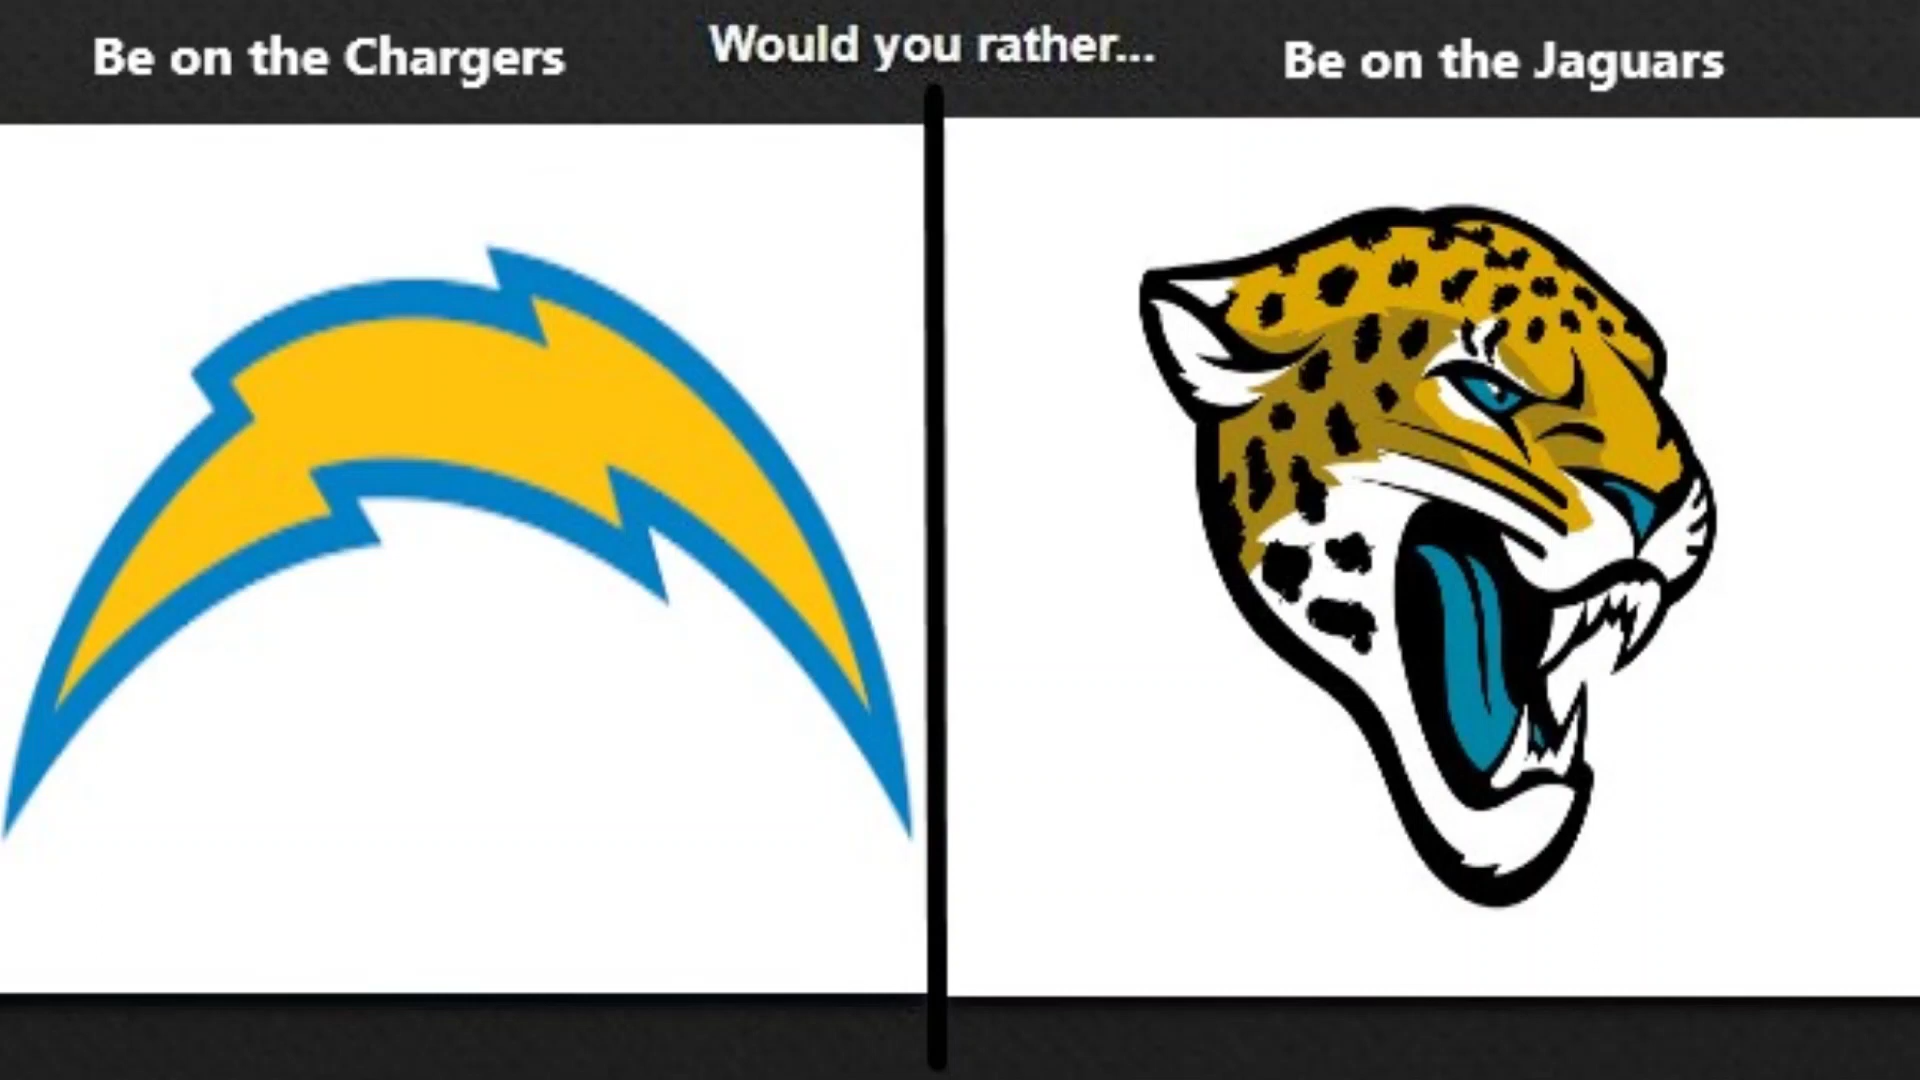 Would you rather...
Be on the Chargers
Be on the Jaguars